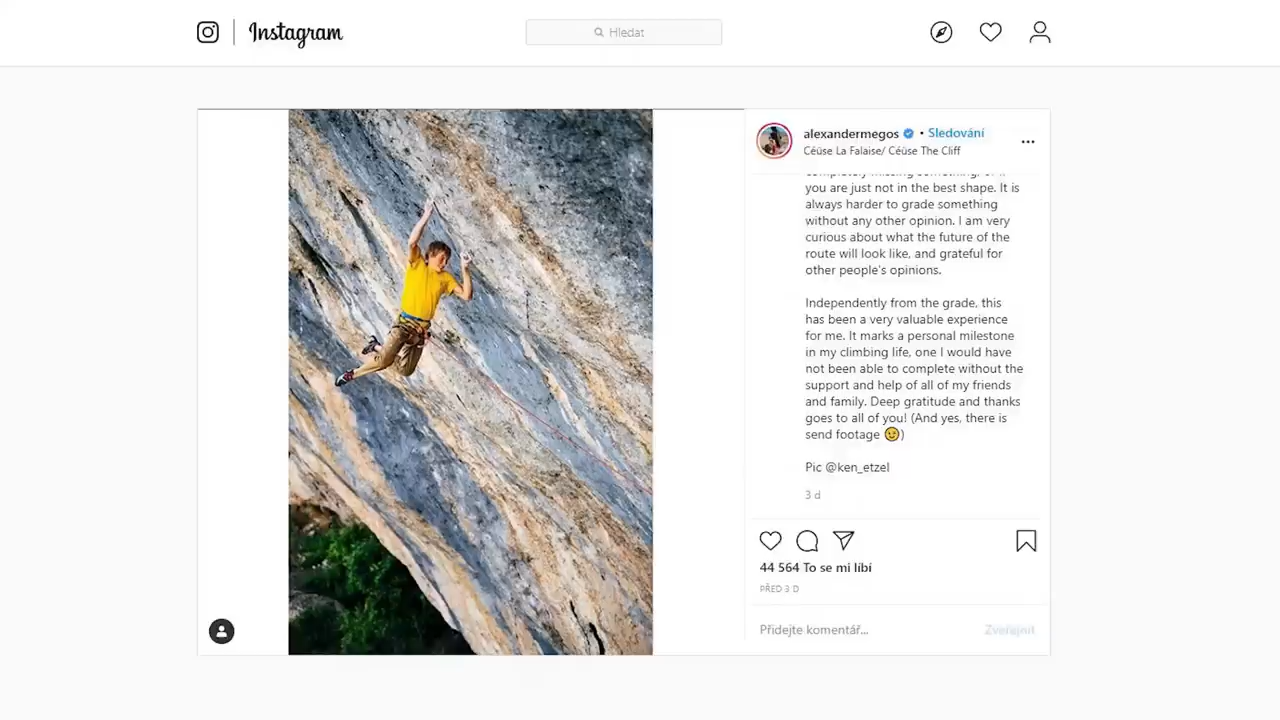 Instagram
Hledat
alexandermegos • Sledování
Céüse La Falaise/ Céüse The Cliff
completely missing something, or if
you are just not in the best shape. It is
always harder to grade something
without any other opinion. I am very
curious about what the future of the
route will look like, and grateful for
other people's opinions.
Independently from the grade, this
has been a very valuable experience
for me. It marks a personal milestone
in my climbing life, one I would have
not been able to complete without the
support and help of all of my friends
and family. Deep gratitude and thanks
goes to all of you! (And yes, there is
send footage 😉)
Pic @ken_etzel
3 d
44 564 To se mi líbí
PŘED 3 D
Přidejte komentář...
Zveřejnit